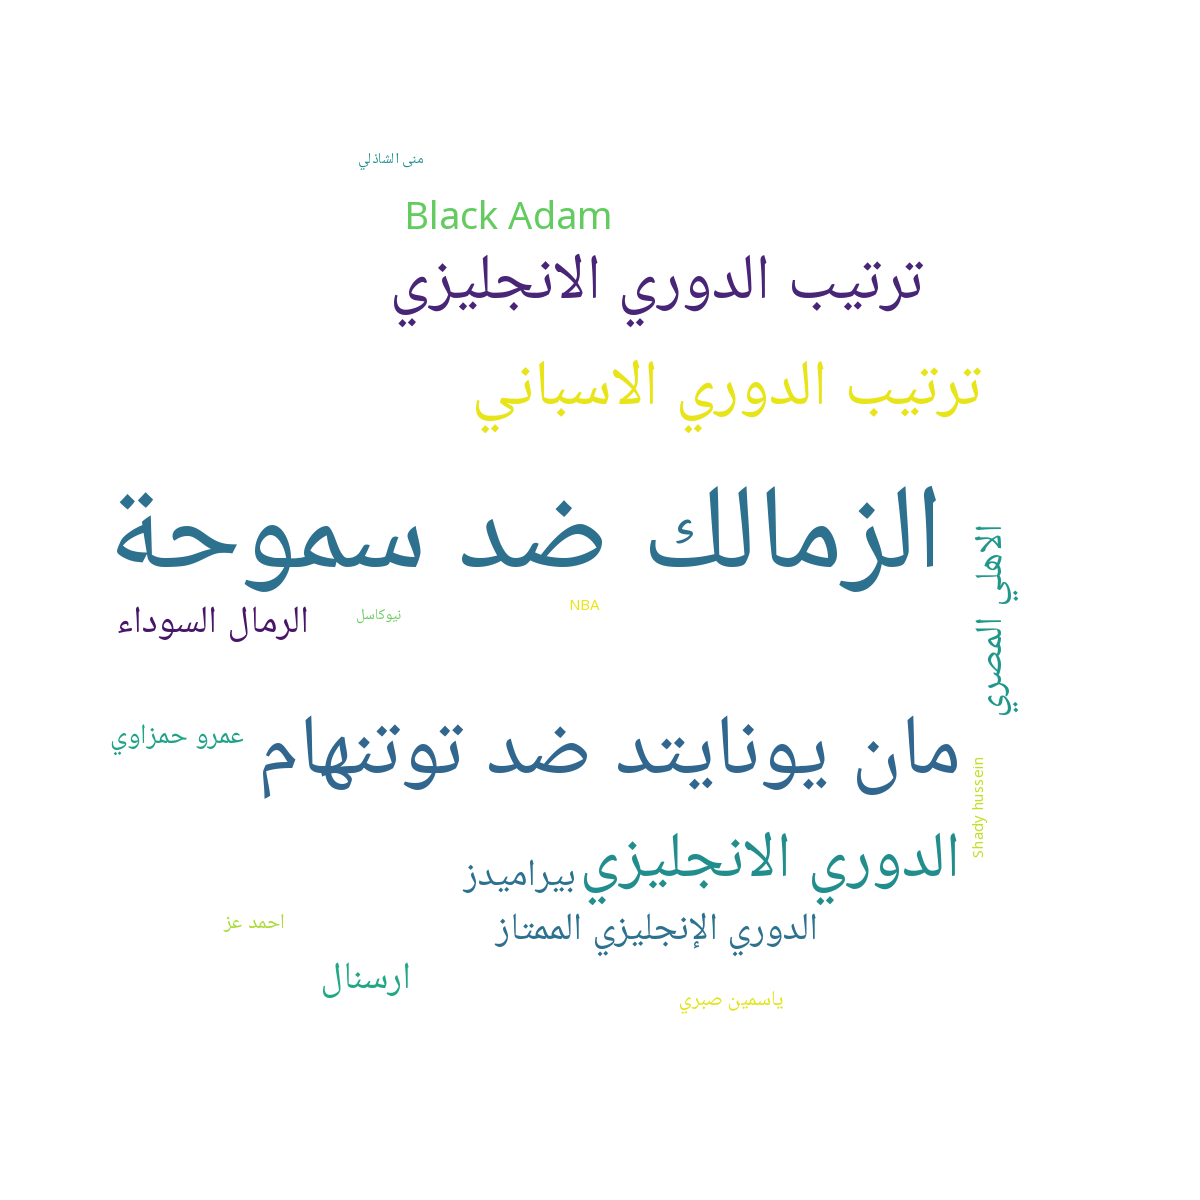 منى الشاذلي
Black Adam
ترتيب الدوري الانجليزي
ترتيب الدوري الاسباني
الزمالك ضد سموحة
الاهلي المصري
الرمال السوداء
نيوكاسل
NBA
عمرو حمزاوي
مان يونايتد ضد توتنهام
Shady hussein
الدوري الانجليزي
بيراميدز
احمد عز
الدوري الإنجليزي الممتاز
ارسنال
ياسمين صبري